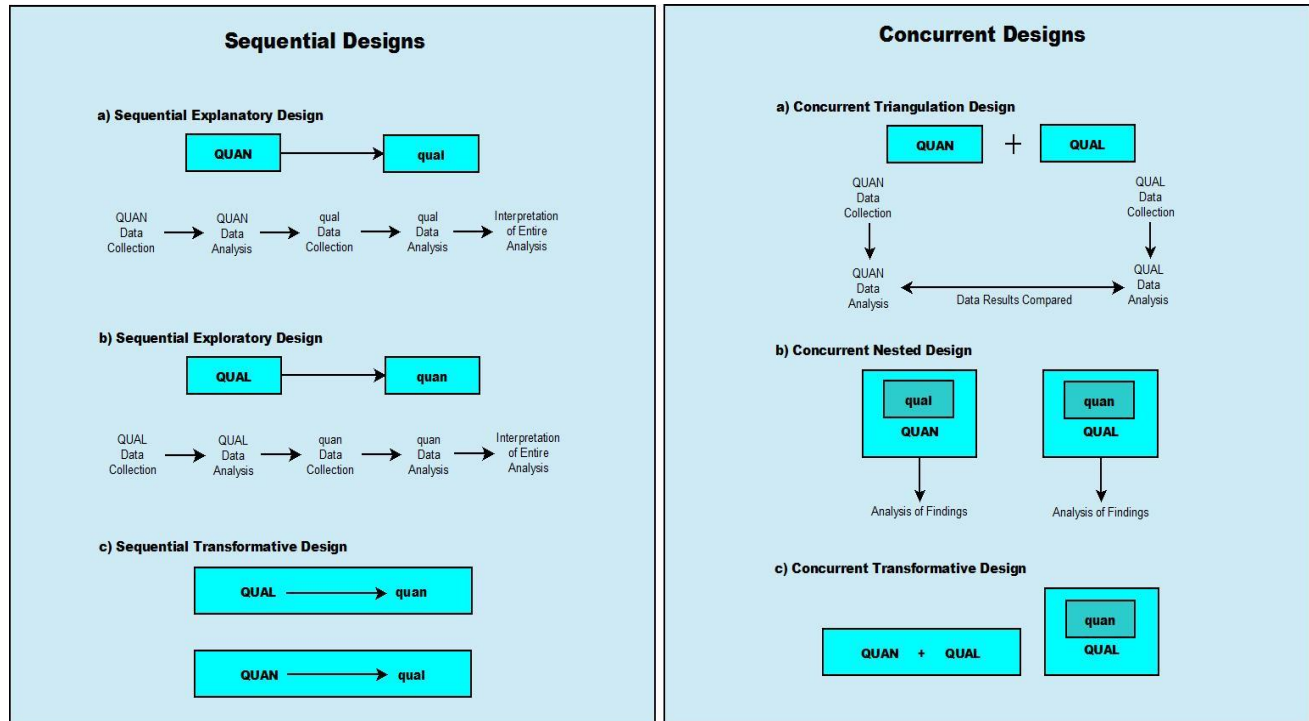 Sequential Designs
a) Sequential Explanatory Design
QUAN
qual
QUAN
Data
Collection
QUAN
Data
Analysis
qual
Data
Collection
qual
Data
Analysis
Interpretation
of Entire
Analysis
b) Sequential Exploratory Design
QUAL
quan
QUAL
Data
Collection
QUAL
Data
Analysis
quan
Data
Collection
quan
Data
Analysis
Interpretation
of Entire
Analysis
c) Sequential Transformative Design
QUAL
quan
QUAN
qual
Concurrent Designs
a) Concurrent Triangulation Design
QUAN
+
QUAL
QUAN
Data
Collection
QUAL
Data
Collection
QUAN
Data
Analysis
Data Results Compared
QUAL
Data
Analysis
b) Concurrent Nested Design
qual
QUAN
Analysis of Findings
quan
QUAL
Analysis of Findings
c) Concurrent Transformative Design
QUAN + QUAL
quan
QUAL